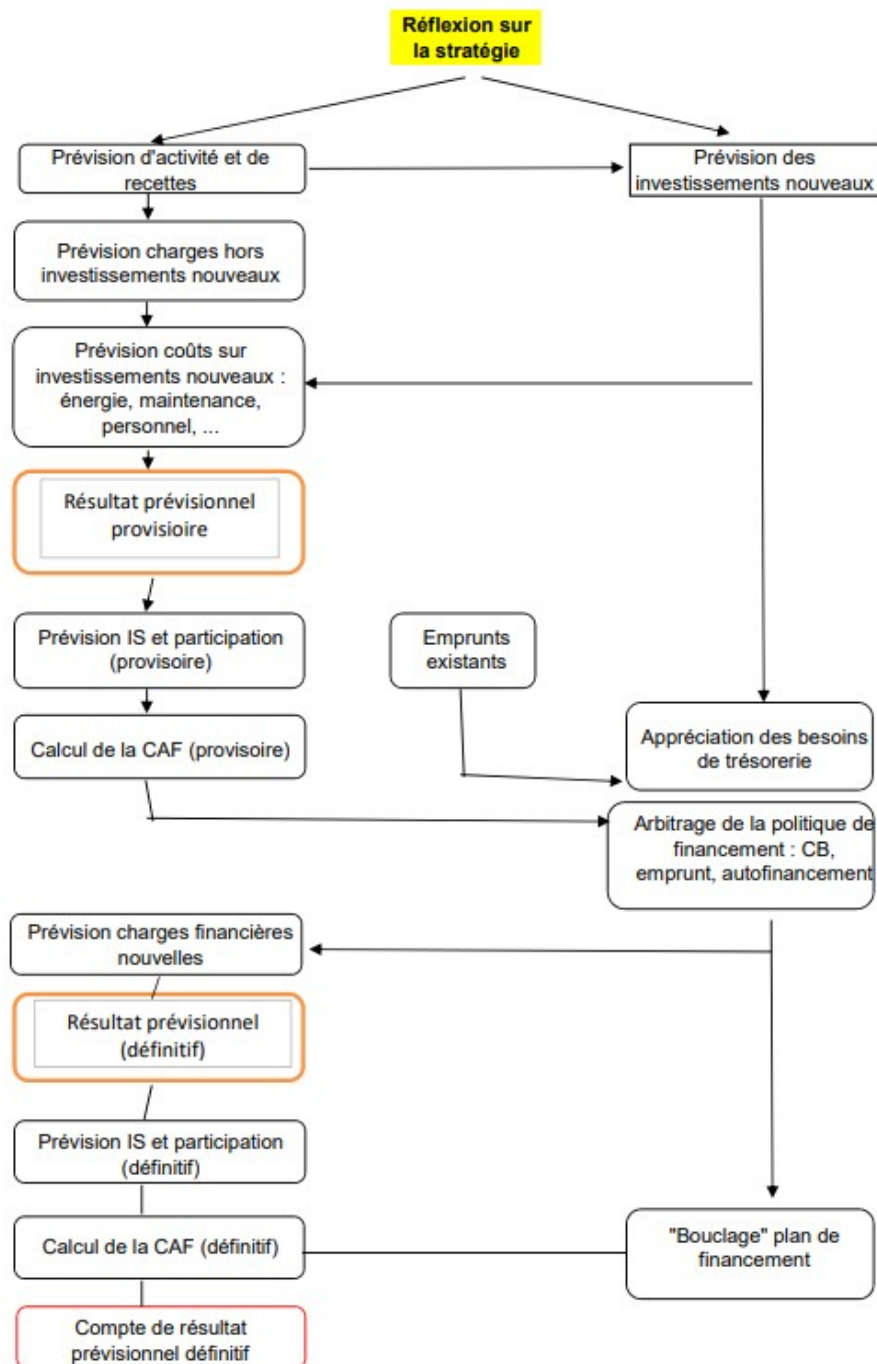 Réflexion sur
la stratégie
Prévision d'activité et de
recettes
Prévision des
investissements nouveaux
Prévision charges hors
investissements nouveaux
Prévision coûts sur
investissements nouveaux :
énergie, maintenance,
personnel, ...
Résultat prévisionnel
provisioire
Prévision IS et participation
(provisoire)
Emprunts
existants
Calcul de la CAF (provisoire)
Appréciation des besoins
de trésorerie
Arbitrage de la politique de
financement : CB,
emprunt, autofinancement
Prévision charges financières
nouvelles
Résultat prévisionnel
(définitif)
Prévision IS et participation
(définitif)
Calcul de la CAF (définitif)
"Bouclage" plan de
financement
Compte de résultat
prévisionnel définitif